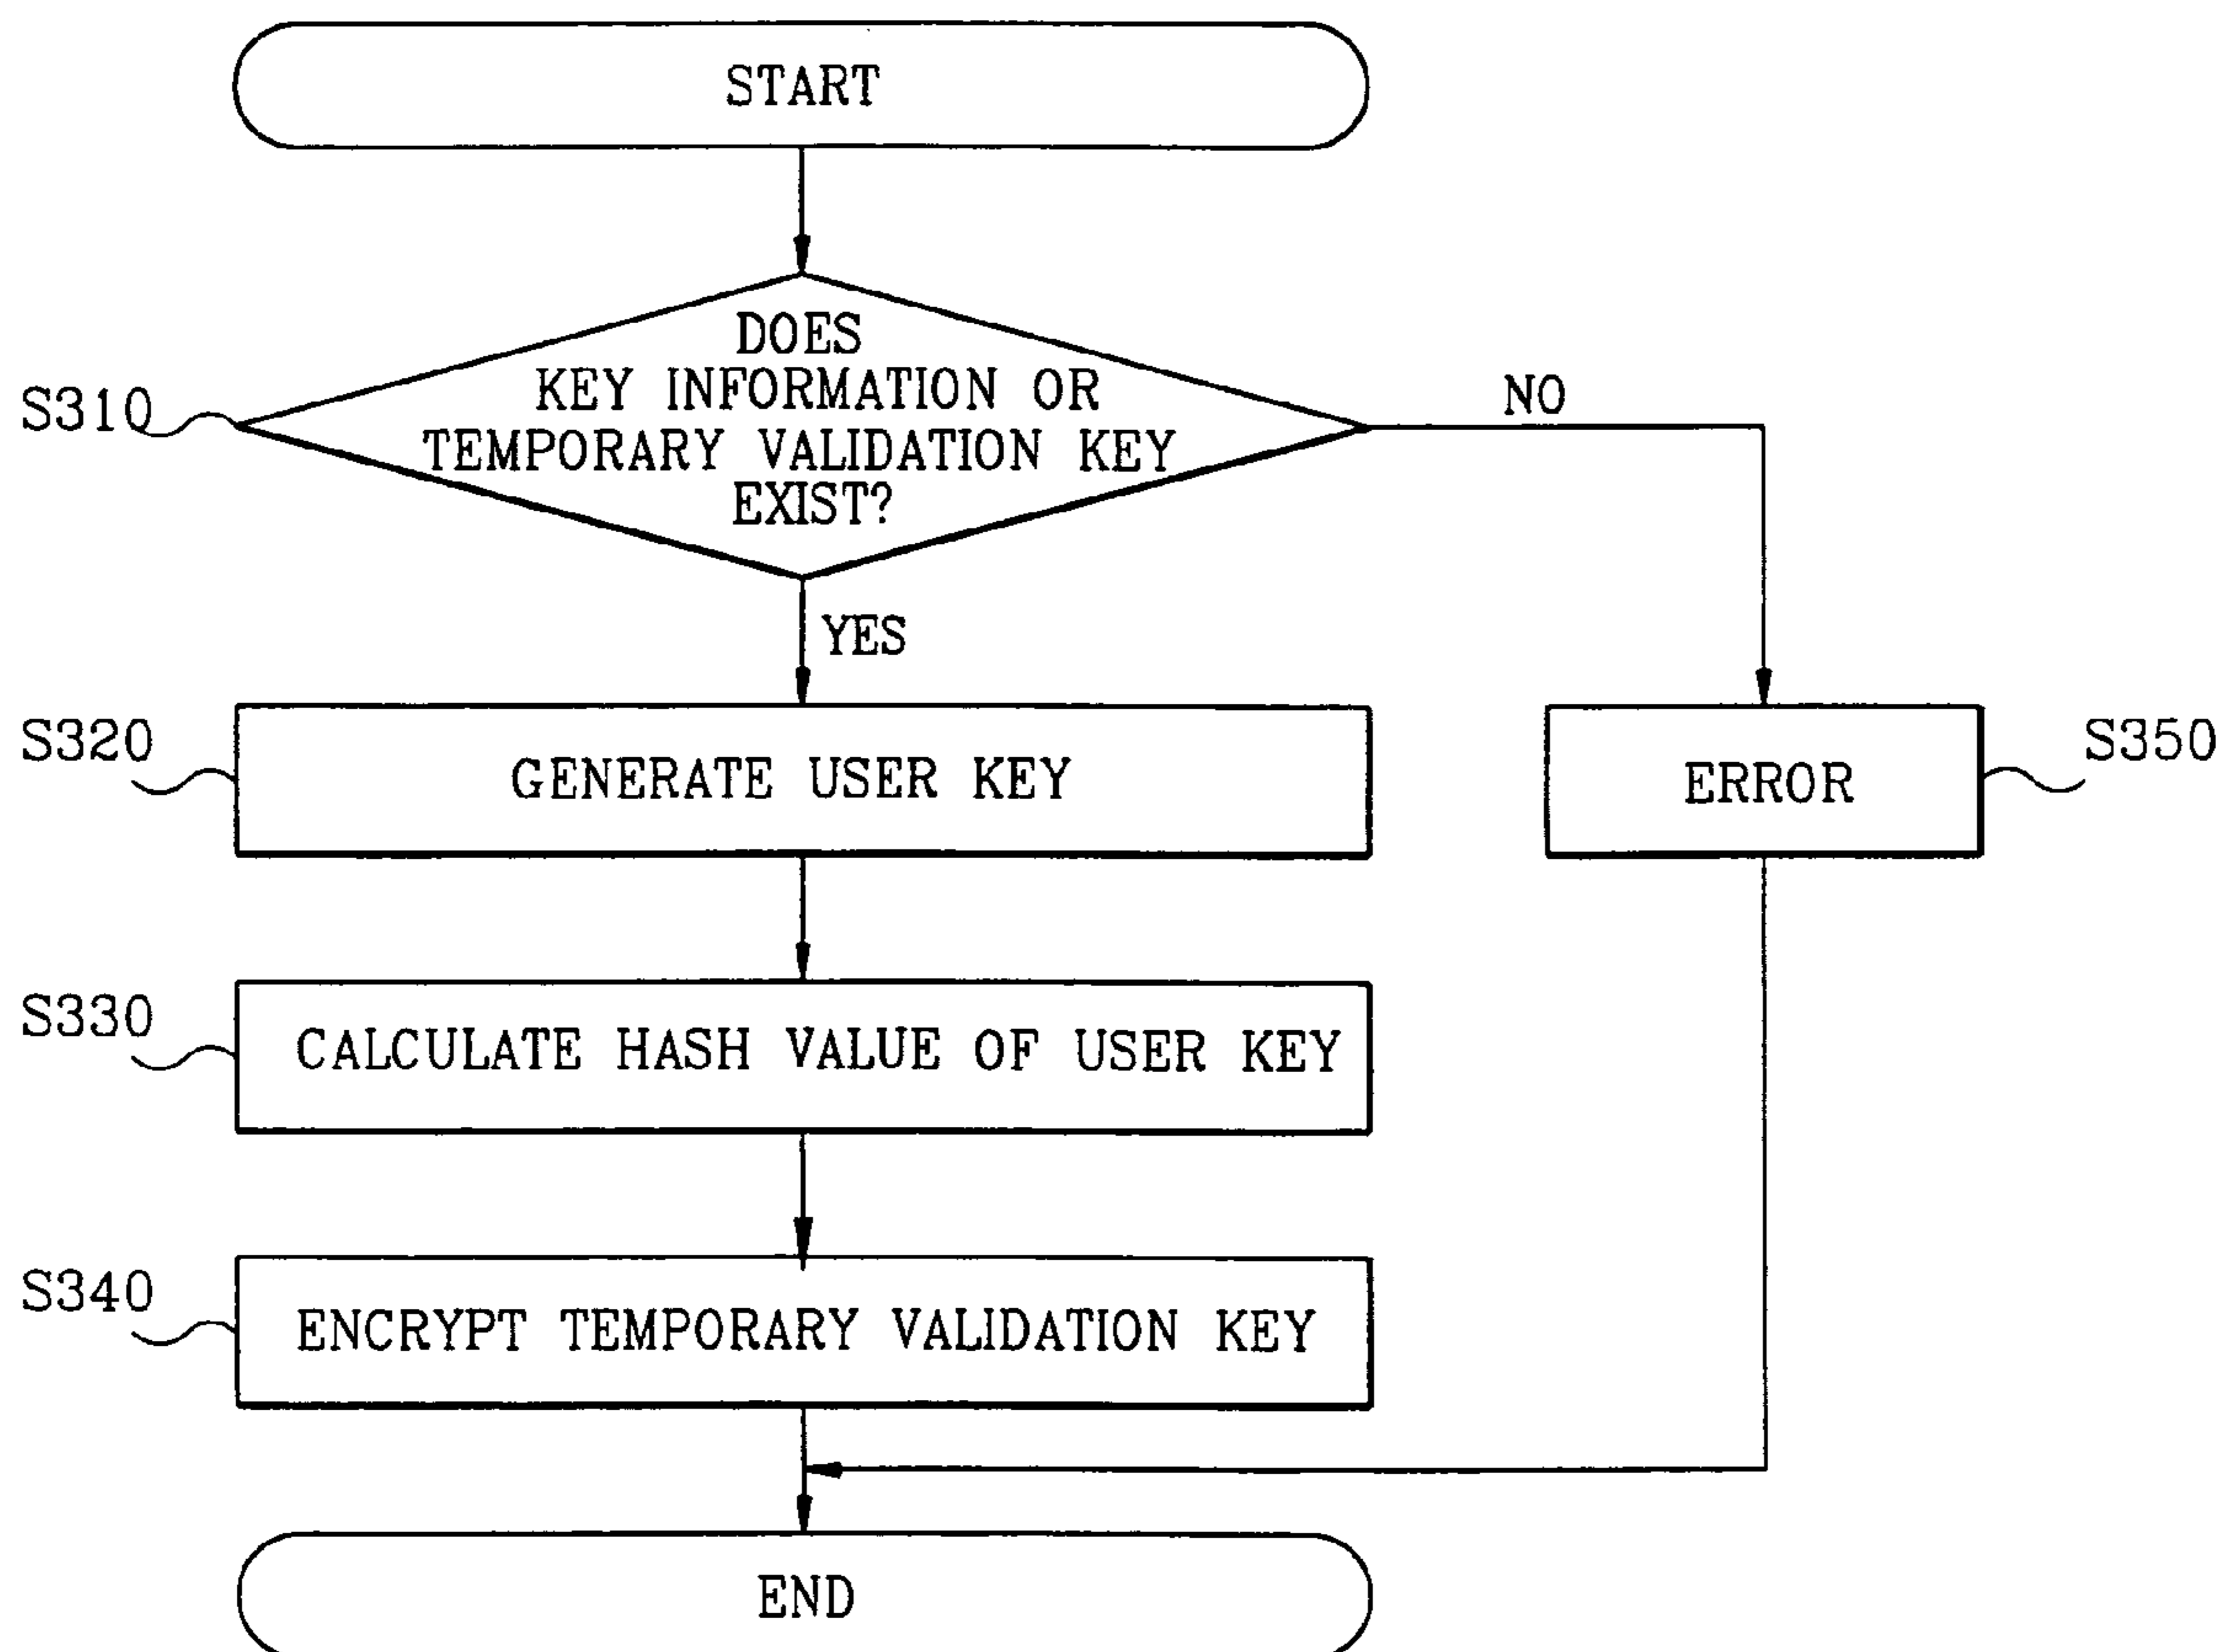 START
S310
DOES
KEY INFORMATION OR
TEMPORARY VALIDATION KEY
EXIST?
NO
YES
S320
GENERATE USER KEY
ERROR
S350
S330
CALCULATE HASH VALUE OF USER KEY
S340
ENCRYPT TEMPORARY VALIDATION KEY
END